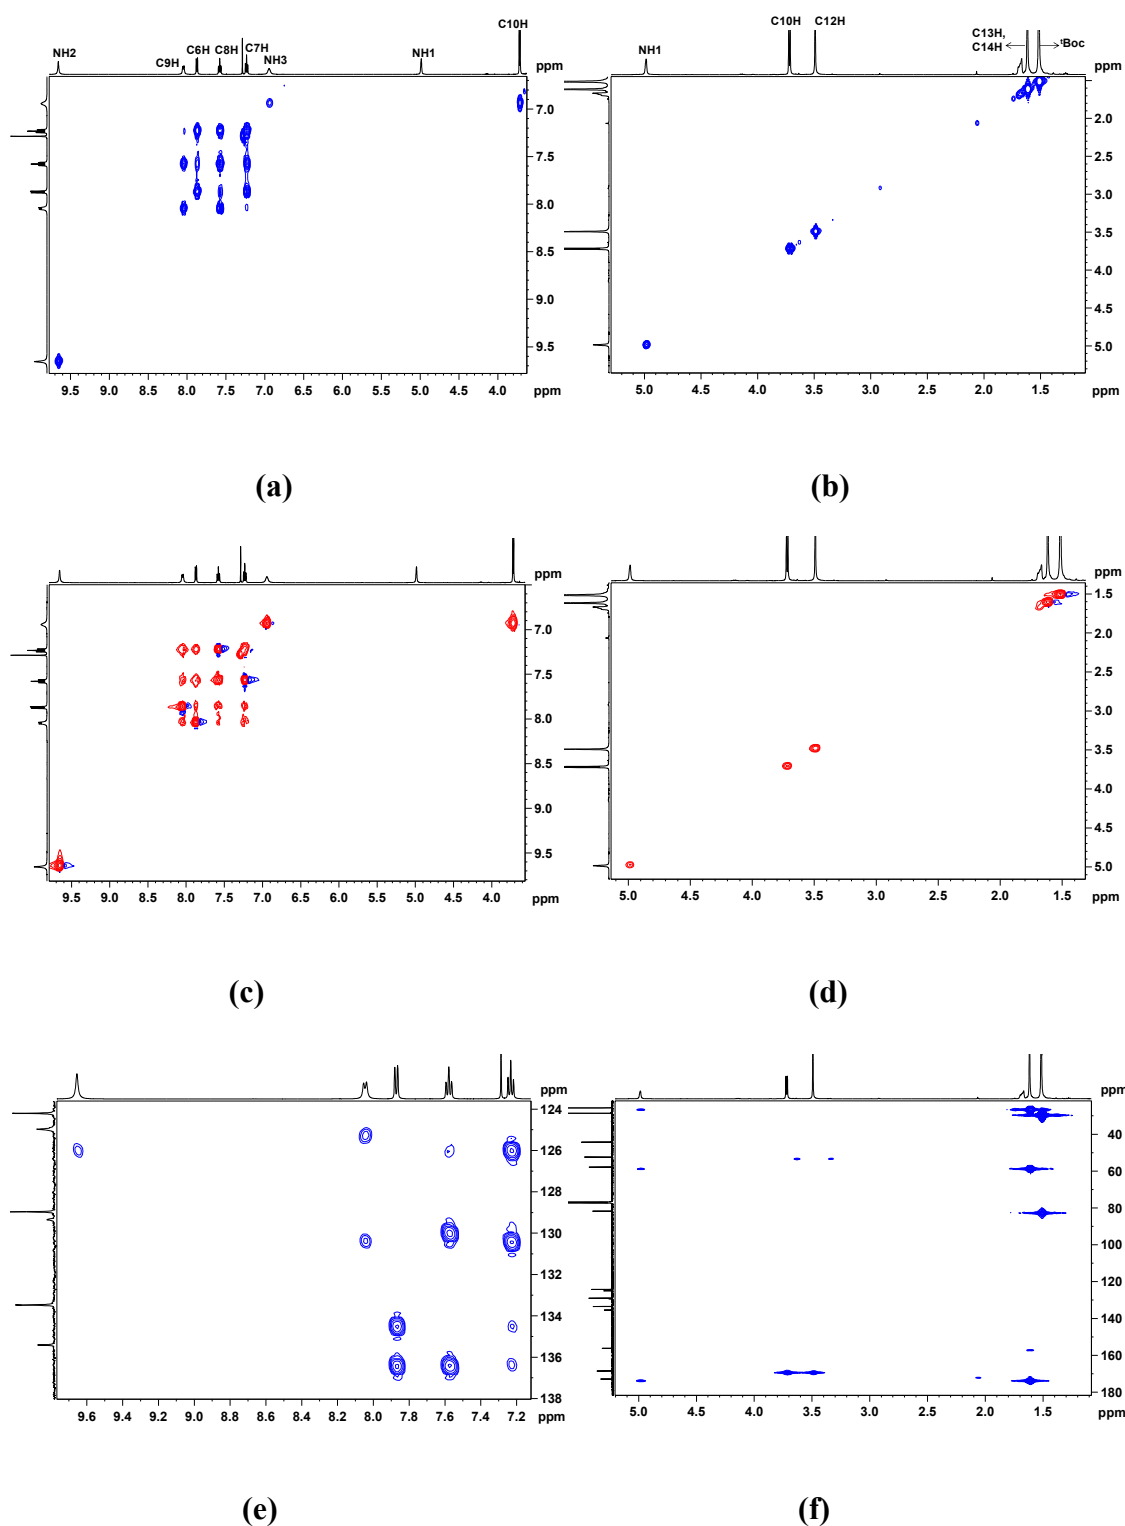 C10H
C10H C12H C13H,
C14H ᵗBoc
NH2 C9H C6H C8H C7H NH3 NH1
NH1
ppm
7.0
7.5
8.0
8.5
9.0
9.5
9.5 9.0 8.5 8.0 7.5 7.0 6.5 6.0 5.5 5.0 4.5 4.0 ppm
ppm
2.0
2.5
3.0
3.5
4.0
4.5
5.0
5.0 4.5 4.0 3.5 3.0 2.5 2.0 1.5 ppm
(a)
(b)
ppm
7.0
7.5
8.0
8.5
9.0
9.5
9.5 9.0 8.5 8.0 7.5 7.0 6.5 6.0 5.5 5.0 4.5 4.0 ppm
ppm
1.5
2.0
2.5
3.0
3.5
4.0
4.5
5.0
5.0 4.5 4.0 3.5 3.0 2.5 2.0 1.5 ppm
(c)
(d)
ppm
124
126
128
130
132
134
136
138
9.6 9.4 9.2 9.0 8.8 8.6 8.4 8.2 8.0 7.8 7.6 7.4 7.2 ppm
ppm
40
60
80
100
120
140
160
180
5.0 4.5 4.0 3.5 3.0 2.5 2.0 1.5 ppm
(e)
(f)